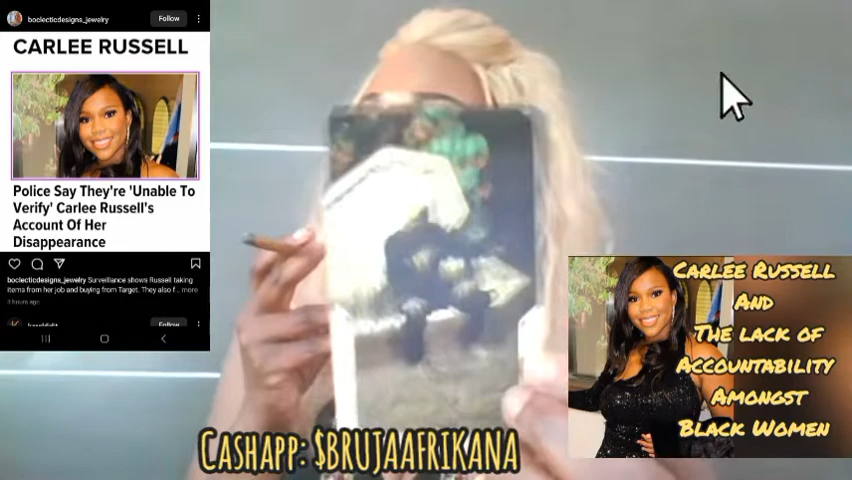 boclecticdesigns_jewelry
Follow
CARLEE RUSSELL
Police Say They're 'Unable To
Verify' Carlee Russell's
Account Of Her
Disappearance
boclecticdesigns_jewelry Surveillance shows Russell taking
items from her job and buying from Target. They also f... more
3 hours ago
Follow
CARLEE RUSSELL
AND
THE LACK OF
ACCOUNTABILITY
AMONGST
BLACK WOMEN
CASHAPP: $BRUJAAFRIKANA